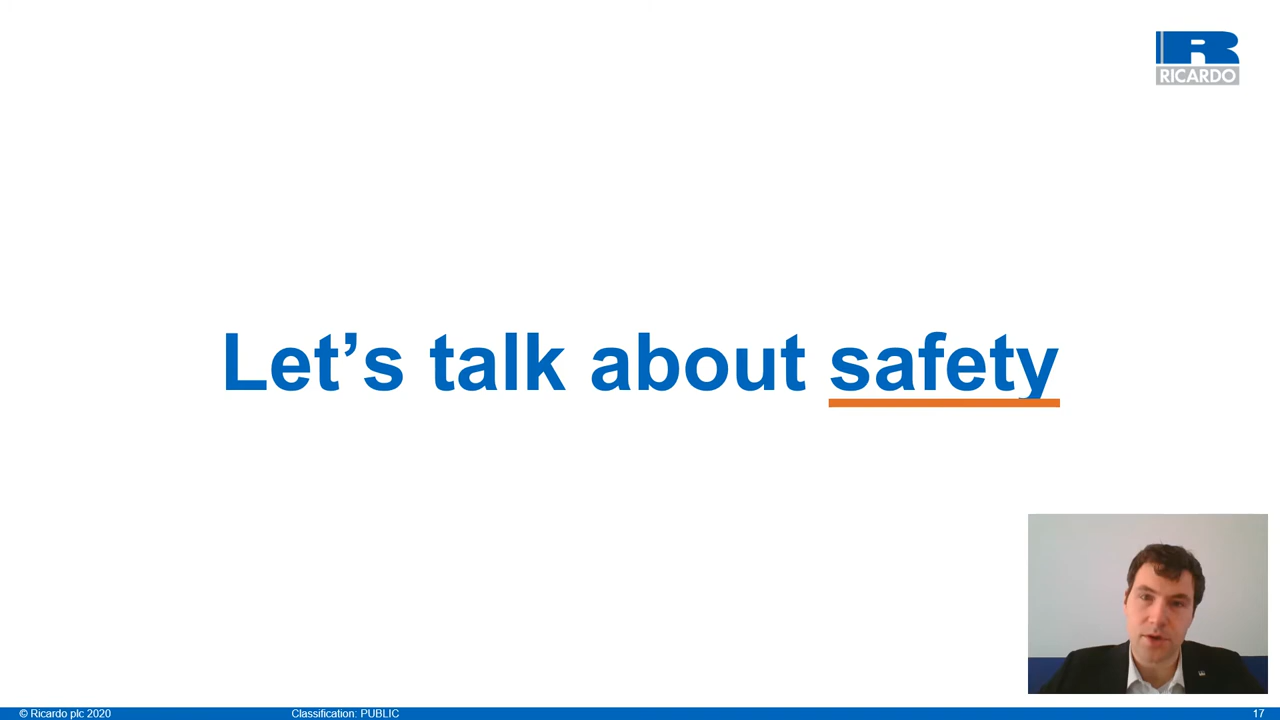 RICARDO
Let’s talk about safety
© Ricardo plc 2020
Classification: PUBLIC
17